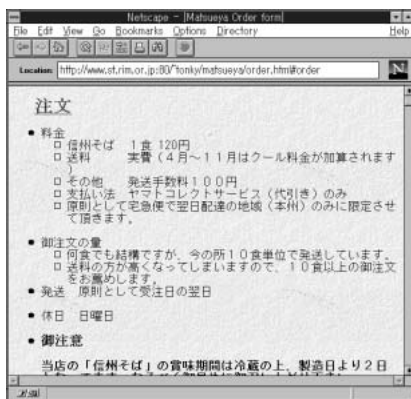 Netscape - [Matsueya Order form]
File Edit View Go Bookmarks Options Directory Help
Location: http://www.st.rim.or.jp:80/~tonky/matsueya/order.html#order
N
注文
料金
信州そば 1食 120円
送料 実費(4月～11月はクール料金が加算されます
)
その他 発送手数料100円
支払い法 ヤマトコレクトサービス(代引き)のみ
原則として宅急便で翌日配達の地域(本州)のみに限定させ
て頂きます。
御注文の量
何食でも結構ですが、今の所10食単位で発送しています。
送料の方が高くなってしまいますので、10食以上の御注文
をお薦めします。
発送 原則として受注日の翌日
休日 日曜日
御注意
当店の「信州そば」の賞味期間は冷蔵の上、製造日より2日